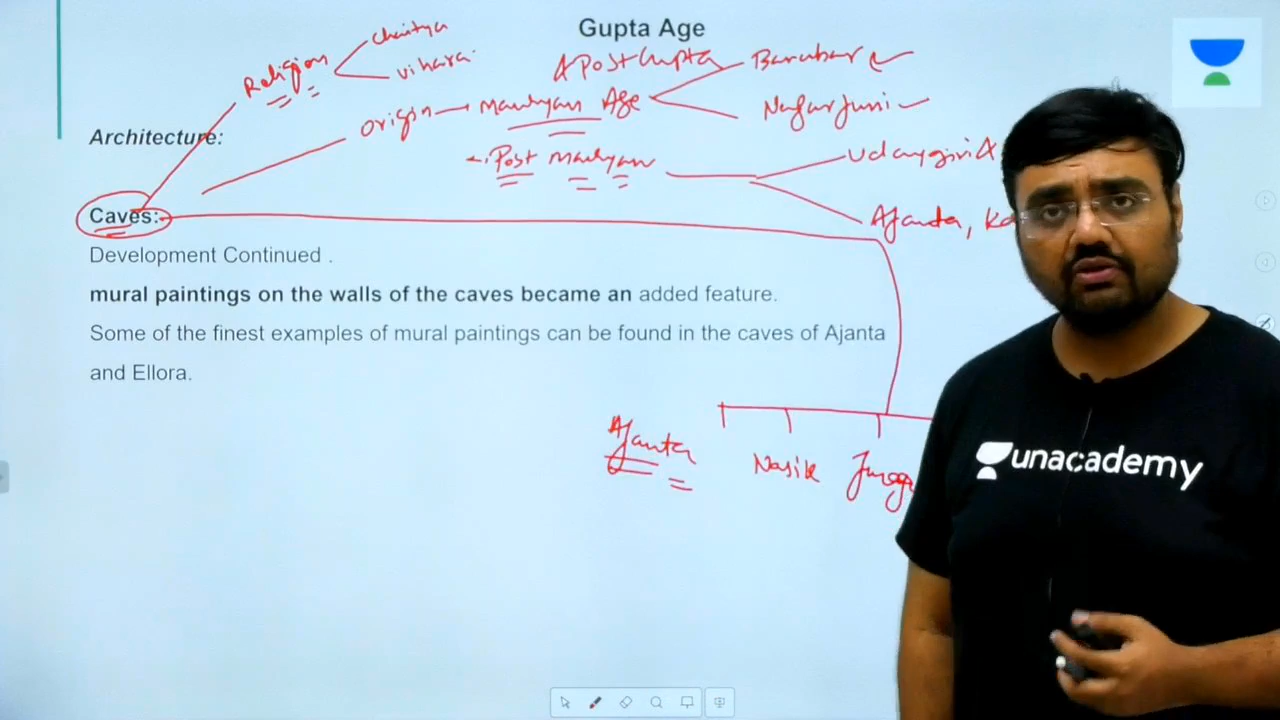 Gupta Age
Religion
Chaitya
Vihara
Post Gupta
Barabar
Origin
Mauryan Age
Nagarjuni
Architecture:
Post Mauryan
Udaygiri
Caves:
Ajanta,
Development Continued .
mural paintings on the walls of the caves became an added feature.
Some of the finest examples of mural paintings can be found in the caves of Ajanta
and Ellora.
Ajanta
Nasik
unacademy